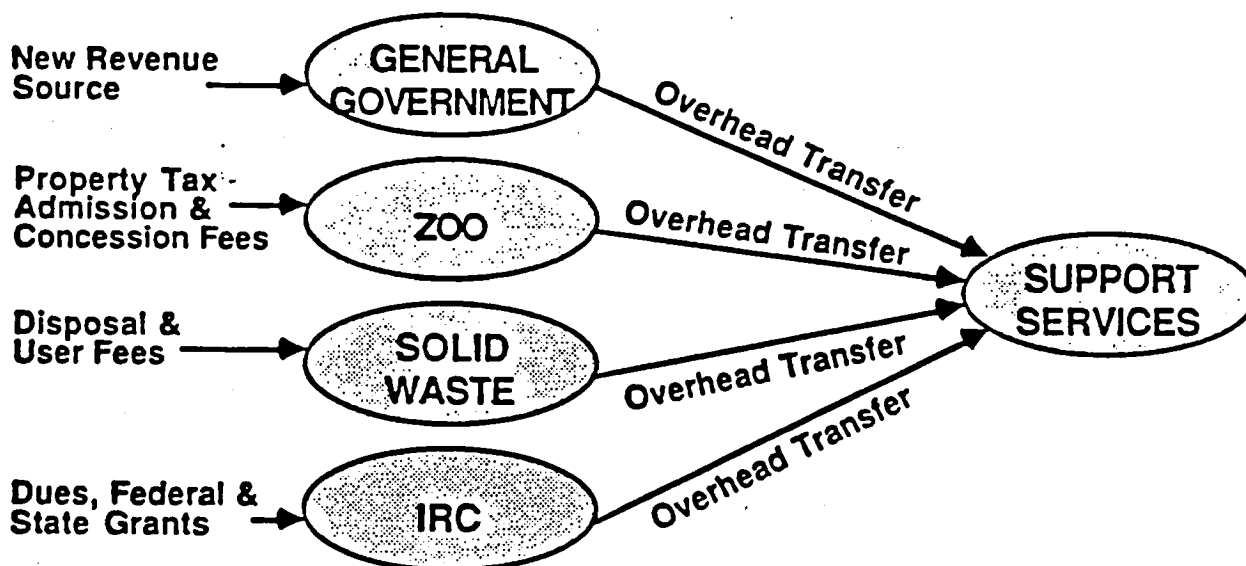 New Revenue
Source
GENERAL
GOVERNMENT
Overhead Transfer
Property Tax -
Admission &
Concession Fees
ZOO
Overhead Transfer
SUPPORT
SERVICES
Disposal &
User Fees
SOLID
WASTE
Overhead Transfer
Dues, Federal &
State Grants
IRC
Overhead Transfer